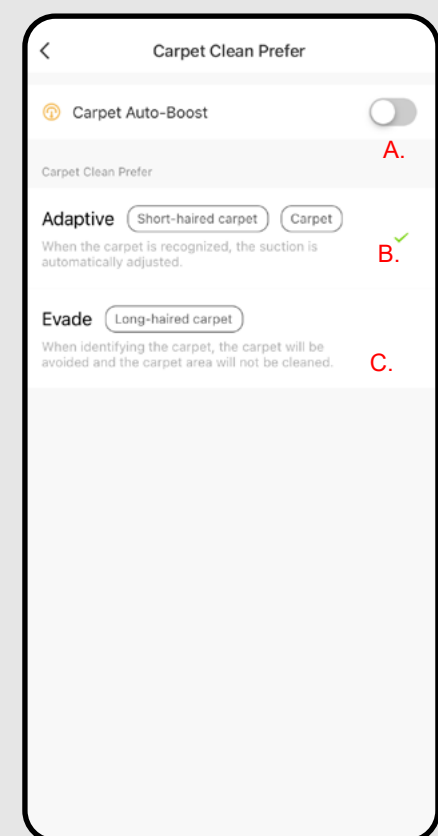 Carpet Clean Prefer
Carpet Auto-Boost
A.
Carpet Clean Prefer
Adaptive Short-haired carpet Carpet
When the carpet is recognized, the suction is
automatically adjusted.
B.
Evade Long-haired carpet
When identifying the carpet, the carpet will be
avoided and the carpet area will not be cleaned.
C.